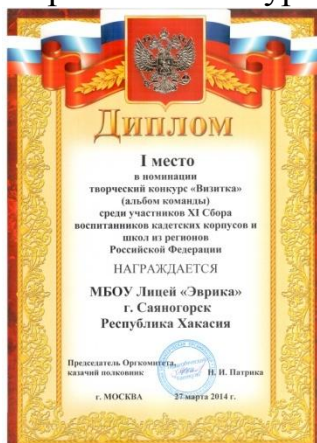 Диплом
I место
в номинации
творческий конкурс «Визитка»
(альбом команды)
среди участников XI Сбора
воспитанников кадетских корпусов и
школ из регионов
Российской Федерации
НАГРАЖДАЕТСЯ
МБОУ Лицей «Эврика»
г. Саяногорск
Республика Хакасия
Председатель Оргкомитета,
казачий полковник Н. И. Патрика
г. МОСКВА 27 марта 2014 г.